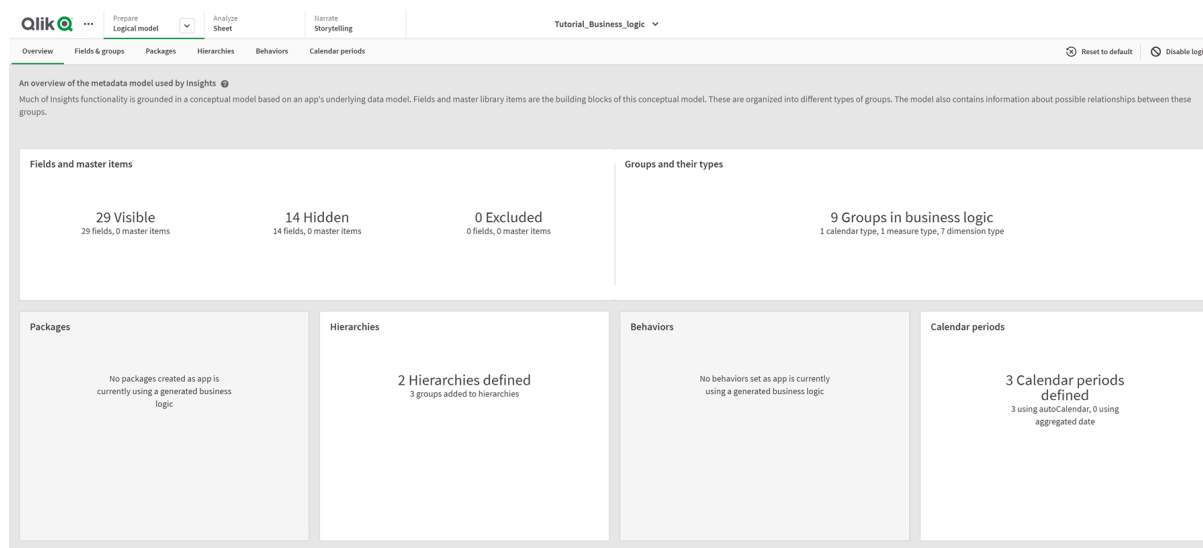 Qlik
Prepare
Logical model
Analyze
Sheet
Narrate
Storytelling
Tutorial_Business_logic
Overview Fields & groups Packages Hierarchies Behaviors Calendar periods
Reset to default Disable logi
An overview of the metadata model used by Insights
Much of Insights functionality is grounded in a conceptual model based on an app's underlying data model. Fields and master library items are the building blocks of this conceptual model. These are organized into different types of groups. The model also contains information about possible relationships between these
groups.
Fields and master items
29 Visible
29 fields, 0 master items
14 Hidden
14 fields, 0 master items
0 Excluded
0 fields, 0 master items
Groups and their types
9 Groups in business logic
1 calendar type, 1 measure type, 7 dimension type
Packages
No packages created as app is
currently using a generated business
logic
Hierarchies
2 Hierarchies defined
3 groups added to hierarchies
Behaviors
No behaviors set as app is currently
using a generated business logic
Calendar periods
3 Calendar periods
defined
3 using autoCalendar, 0 using
aggregated date